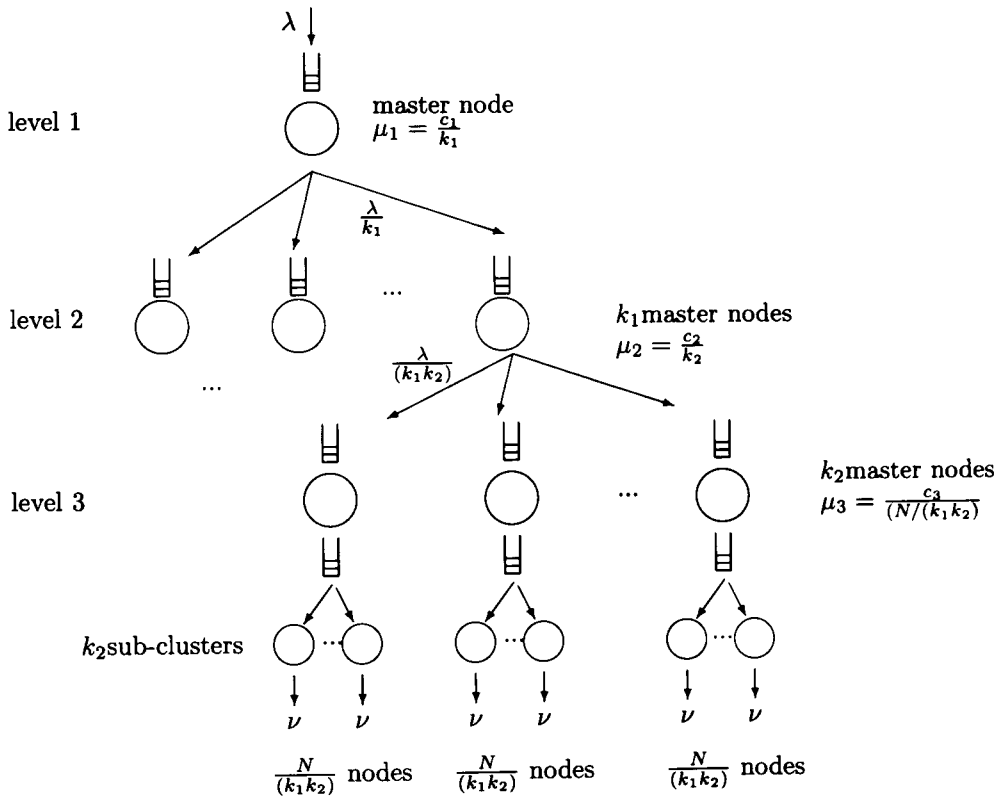 λ
level 1
master node
μ₁ = c₁/k₁
λ/k₁
...
level 2
k₁master nodes
μ₂ = c₂/k₂
λ/(k₁k₂)
...
level 3
...
k₂master nodes
μ₃ = c₃/(N/(k₁k₂)
k₂sub-clusters
... ... ...
ν ν ν ν ν ν
N/(k₁k₂) nodes N/(k₁k₂) nodes N/(k₁k₂) nodes